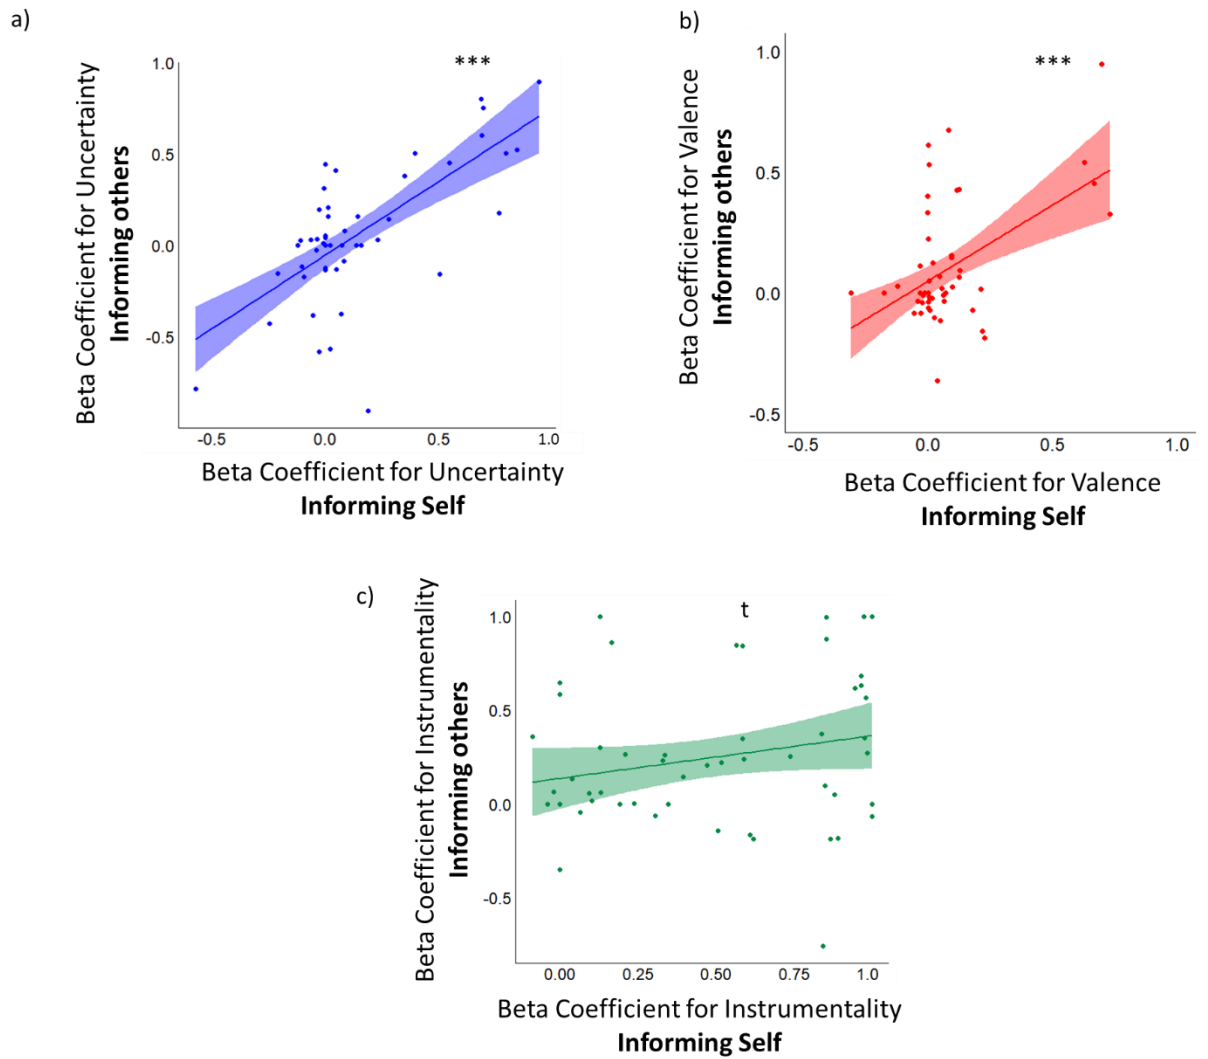 a)
Beta Coefficient for Uncertainty
Informing others
1.0
0.5
0.0
-0.5
***
-0.5
0.0
0.5
1.0
Beta Coefficient for Uncertainty
Informing Self
b)
Beta Coefficient for Valence
Informing others
1.0
0.5
0.0
-0.5
***
-0.5
0.0
0.5
1.0
Beta Coefficient for Valence
Informing Self
c)
Beta Coefficient for Instrumentality
Informing others
1.0
0.5
0.0
-0.5
t
0.00
0.25
0.50
0.75
1.0
Beta Coefficient for Instrumentality
Informing Self